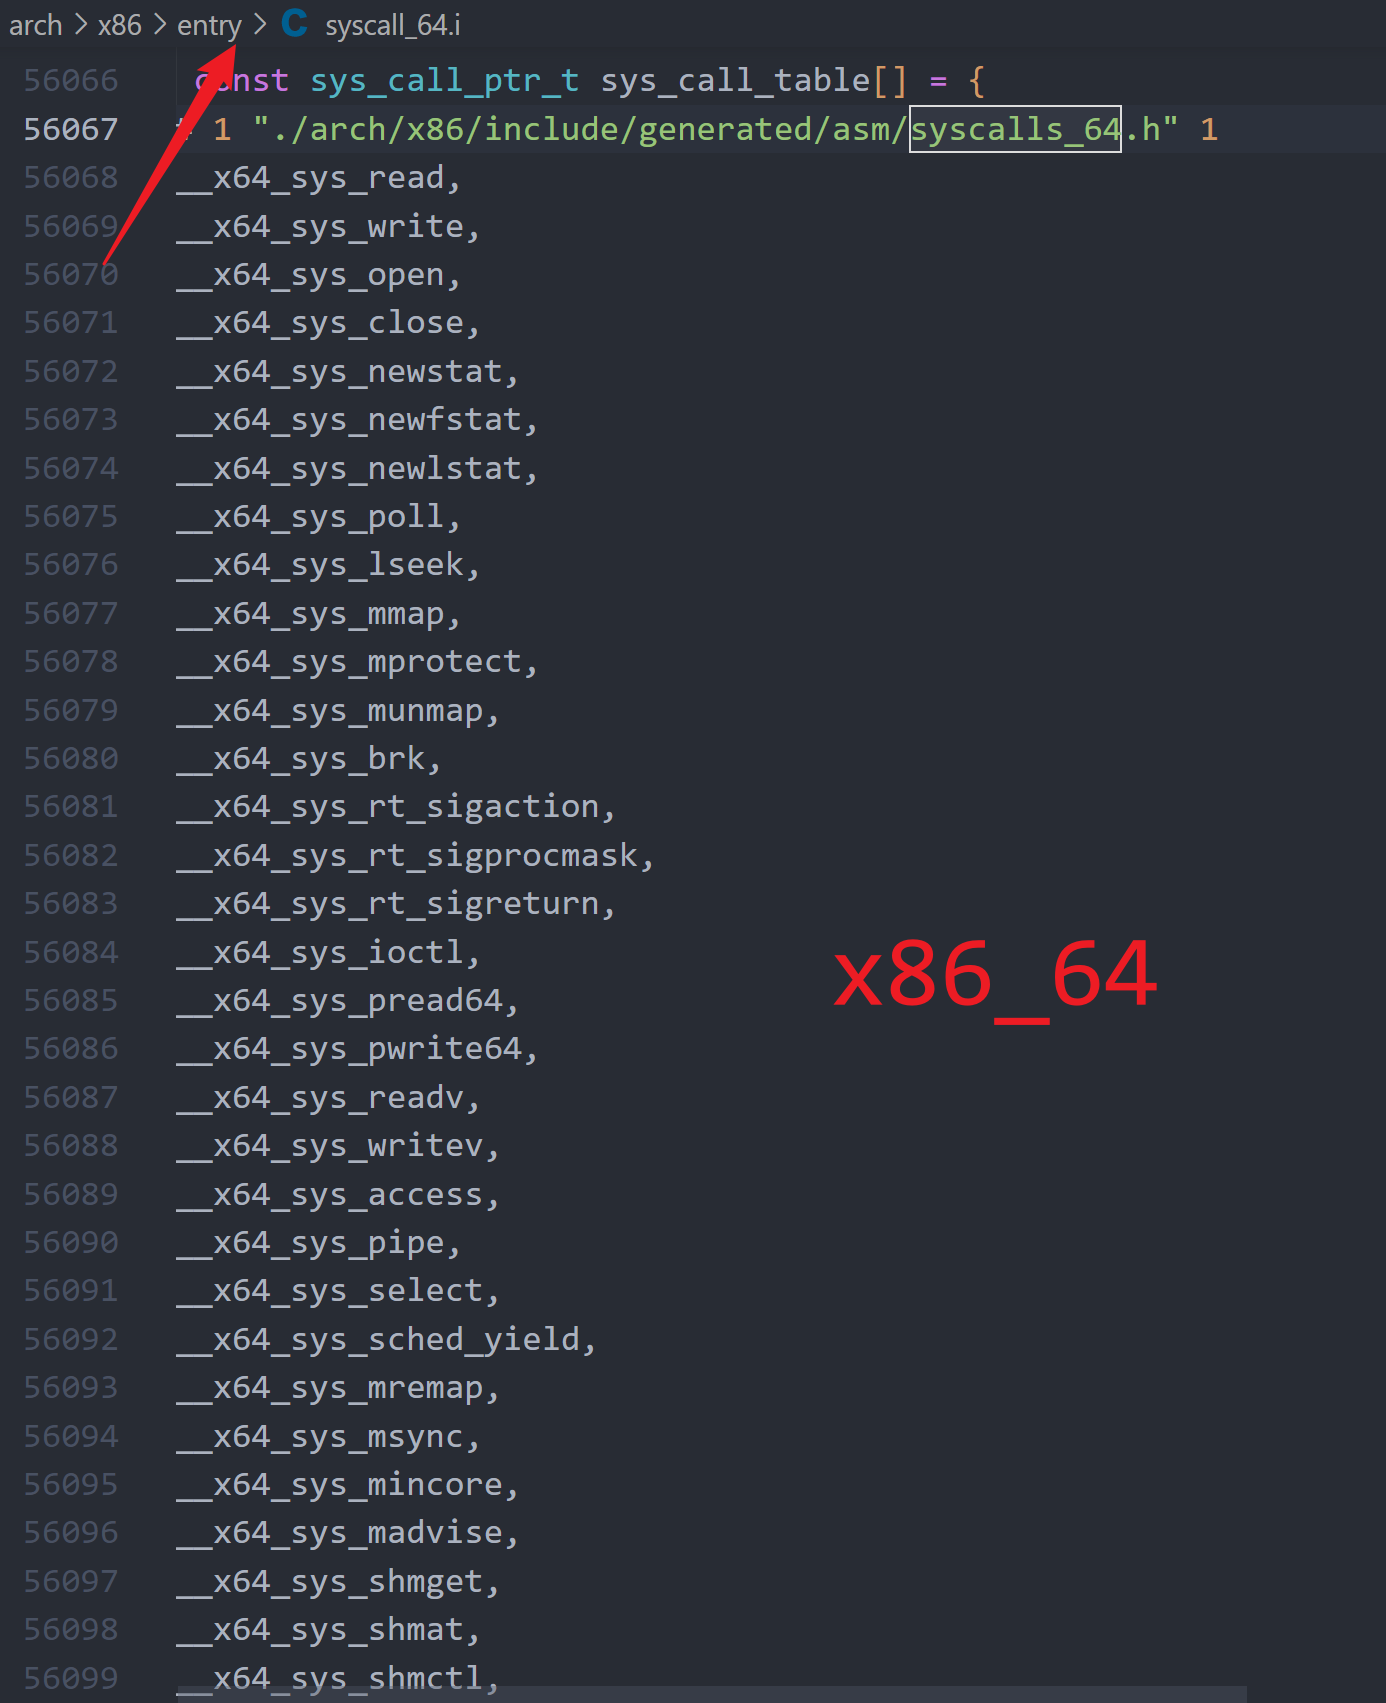 arch > x86 > entry > C syscall_64.i
56066 const sys_call_ptr_t sys_call_table[] = {
56067 # 1 "./arch/x86/include/generated/asm/syscalls_64.h" 1
56068 __x64_sys_read,
56069 __x64_sys_write,
56070 __x64_sys_open,
56071 __x64_sys_close,
56072 __x64_sys_newstat,
56073 __x64_sys_newfstat,
56074 __x64_sys_newlstat,
56075 __x64_sys_poll,
56076 __x64_sys_lseek,
56077 __x64_sys_mmap,
56078 __x64_sys_mprotect,
56079 __x64_sys_munmap,
56080 __x64_sys_brk,
56081 __x64_sys_rt_sigaction,
56082 __x64_sys_rt_sigprocmask,
56083 __x64_sys_rt_sigreturn,
56084 __x64_sys_ioctl,
x86_64
56085 __x64_sys_pread64,
56086 __x64_sys_pwrite64,
56087 __x64_sys_readv,
56088 __x64_sys_writev,
56089 __x64_sys_access,
56090 __x64_sys_pipe,
56091 __x64_sys_select,
56092 __x64_sys_sched_yield,
56093 __x64_sys_mremap,
56094 __x64_sys_msync,
56095 __x64_sys_mincore,
56096 __x64_sys_madvise,
56097 __x64_sys_shmget,
56098 __x64_sys_shmat,
56099 __x64_sys_shmctl,